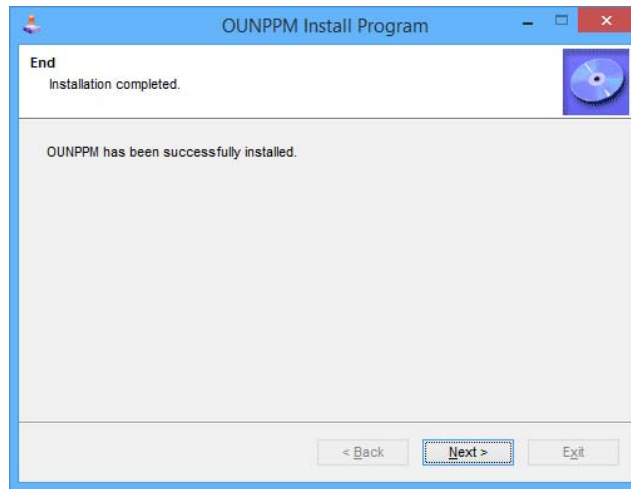 OUNPPM Install Program
End
Installation completed.
OUNPPM has been successfully installed.
< Back
Next >
Exit